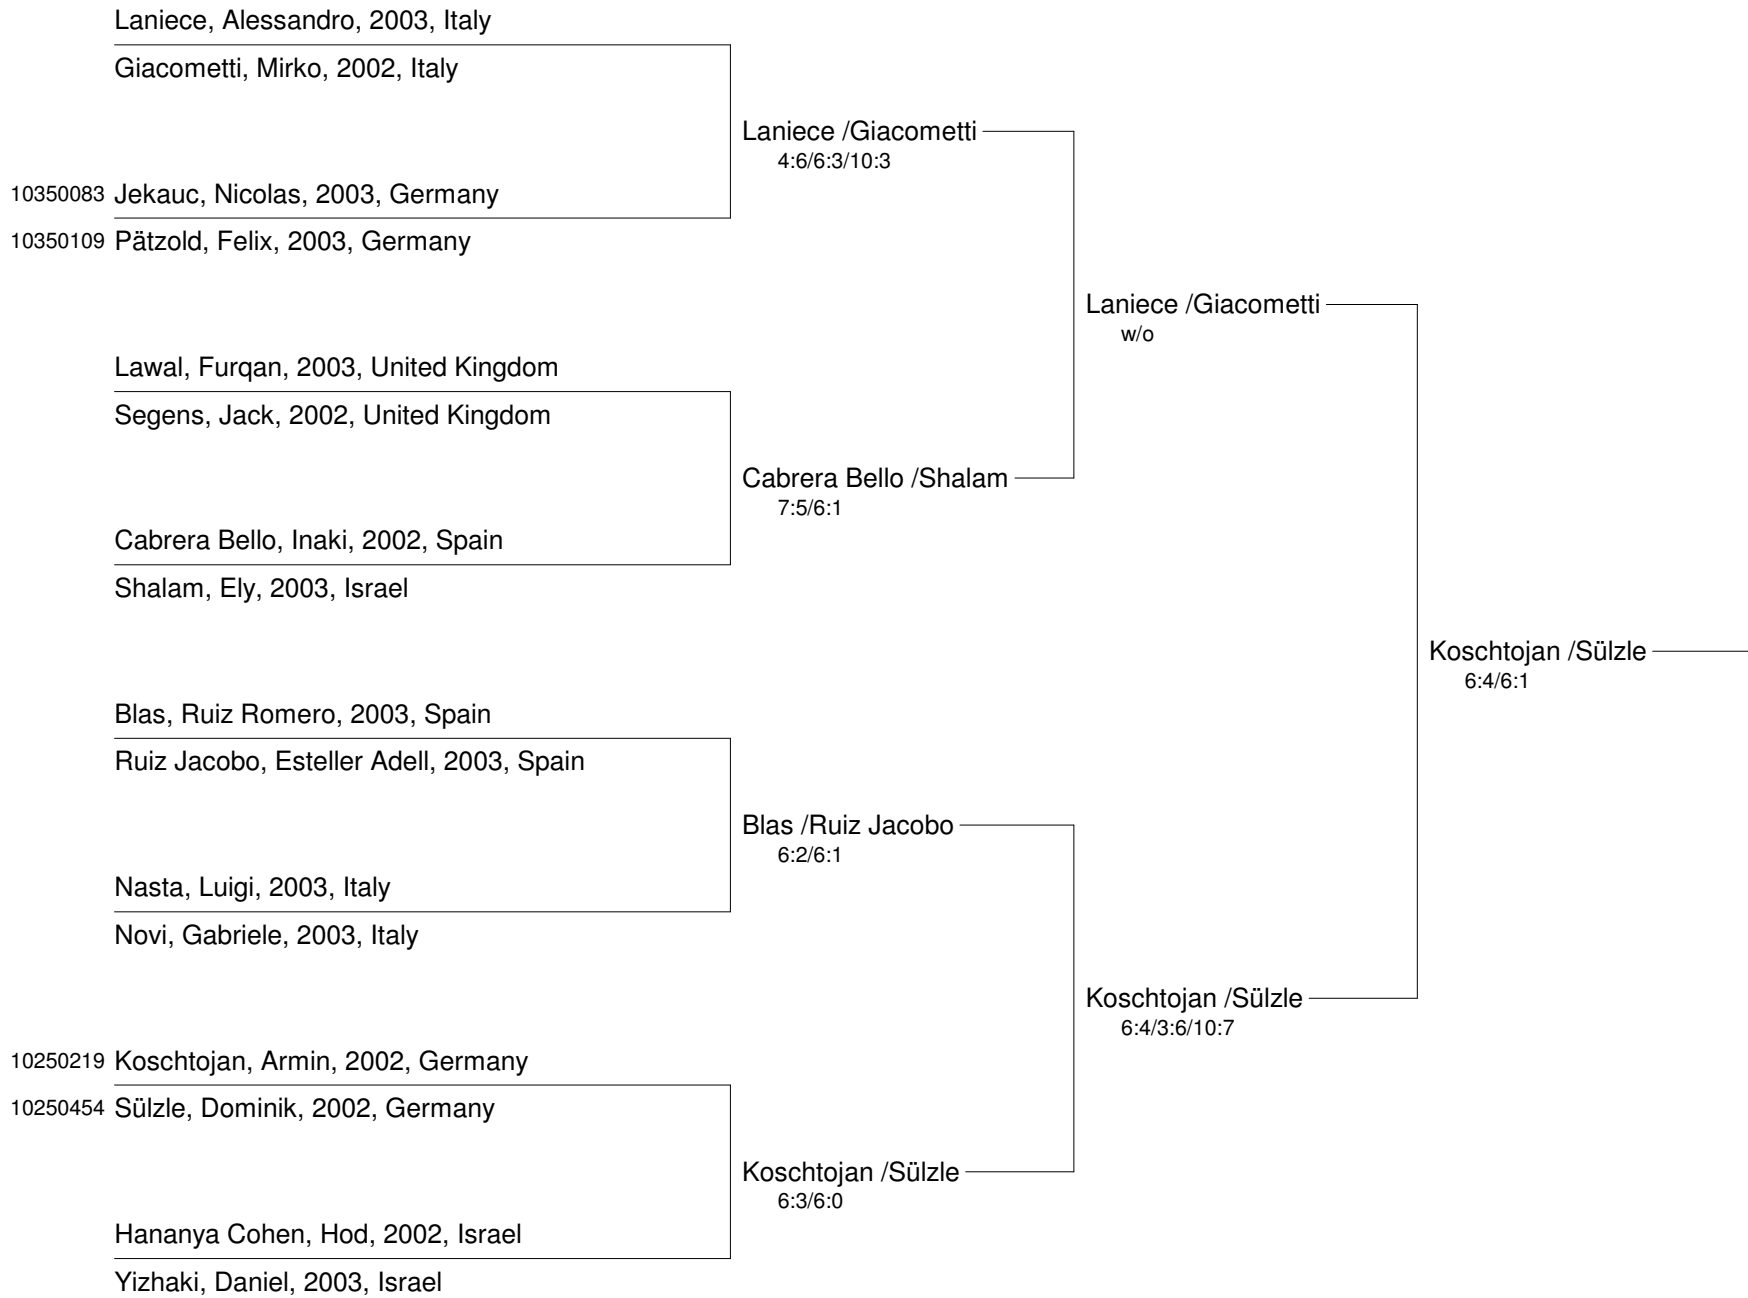 Laniece, Alessandro, 2003, Italy
Giacometti, Mirko, 2002, Italy
Laniece /Giacometti
4:6/6:3/10:3
10350083 Jekauc, Nicolas, 2003, Germany
10350109 Pätzold, Felix, 2003, Germany
Laniece /Giacometti
w/o
Lawal, Furqan, 2003, United Kingdom
Segens, Jack, 2002, United Kingdom
Cabrera Bello /Shalam
7:5/6:1
Cabrera Bello, Inaki, 2002, Spain
Shalam, Ely, 2003, Israel
Koschtojan /Sülzle
6:4/6:1
Blas, Ruiz Romero, 2003, Spain
Ruiz Jacobo, Esteller Adell, 2003, Spain
Blas /Ruiz Jacobo
6:2/6:1
Nasta, Luigi, 2003, Italy
Novi, Gabriele, 2003, Italy
Koschtojan /Sülzle
6:4/3:6/10:7
10250219 Koschtojan, Armin, 2002, Germany
10250454 Sülzle, Dominik, 2002, Germany
Koschtojan /Sülzle
6:3/6:0
Hananya Cohen, Hod, 2002, Israel
Yizhaki, Daniel, 2003, Israel